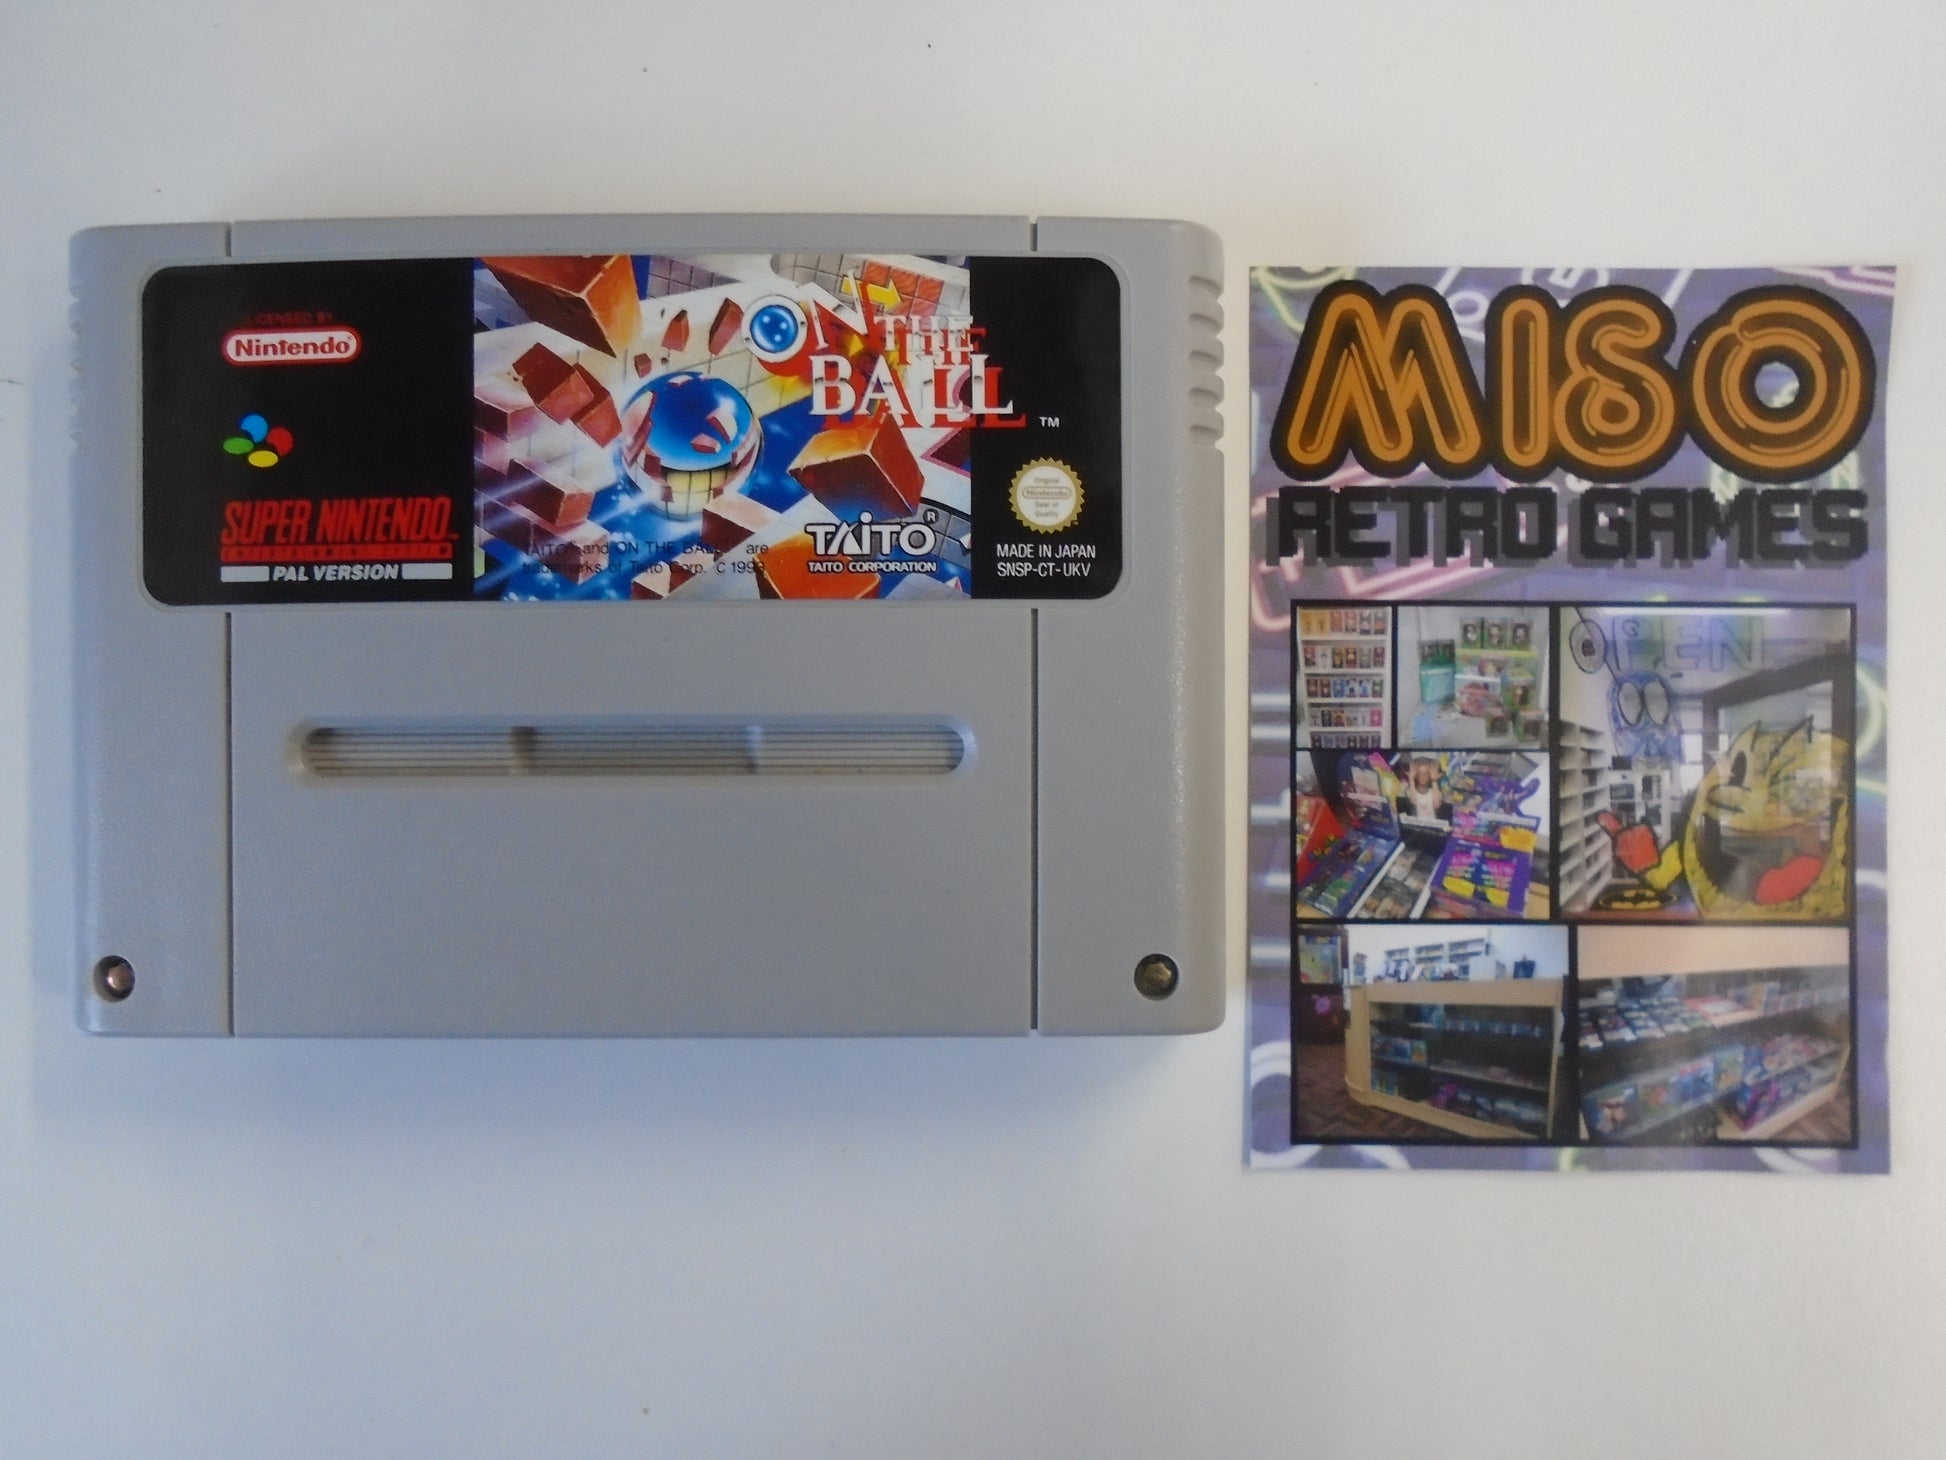 LICENSED BY
Nintendo®
SUPER NINTENDO™
ENTERTAINMENT SYSTEM
PAL VERSION
ON THE
BALL ™
TAITO and ON THE BALL are
trademarks of Taito Corp. C 1993
TAITO®
TAITO CORPORATION
Original
Nintendo
Seal of
Quality
MADE IN JAPAN
SNSP-CT-UKV
MISO
RETRO GAMES
OPEN